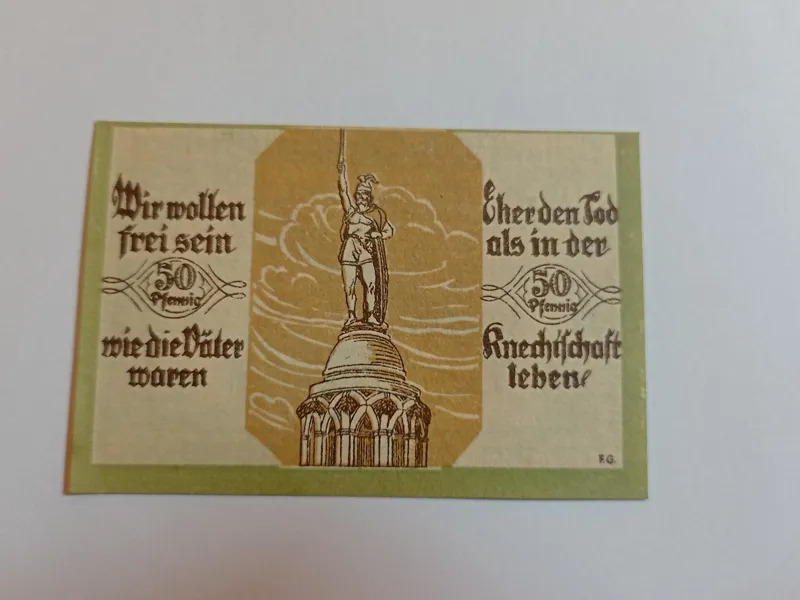 Wir wollen
frei sein
50
Pfennig
wie die Väter
waren
Eher den Tod
als in der
50
Pfennig
Knechtschaft
leben
F.G.